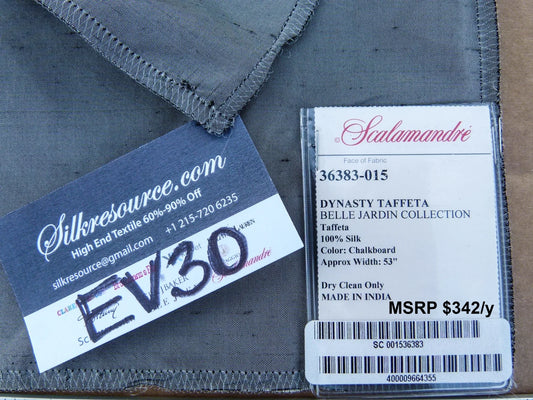 Silkresource.com
High End Textile 60%-90% Off
silkresource@gmail.com +1 215-720 6235
EV30
Scalamandré
Face of Fabric
36383-015
DYNASTY TAFFETA
BELLE JARDIN COLLECTION
Taffeta
100% Silk
Color: Chalkboard
Approx Width: 53"
Dry Clean Only
MADE IN INDIA
MSRP $342/y
SC 001536383
400009664355